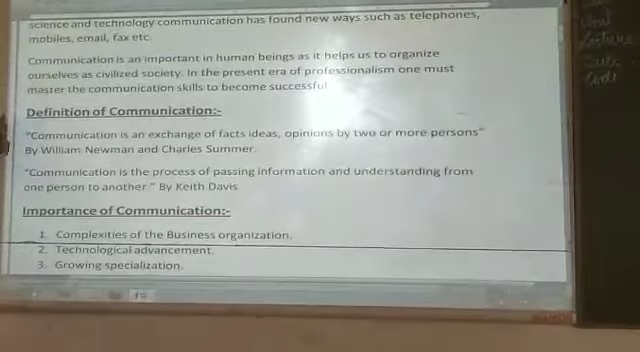 science and technology communication has found new ways such as telephones,
mobiles, email, fax etc.
Communication is an important in human beings as it helps us to organize
ourselves as civilized society. In the present era of professionalism one must
master the communication skills to become successful
Definition of Communication:-
"Communication is an exchange of facts ideas, opinions by two or more persons"
By William Newman and Charles Summer.
"Communication is the process of passing information and understanding from
one person to another." By Keith Davis
Importance of Communication:-
1. Complexities of the Business organization.
2. Technological advancement.
3. Growing specialization.